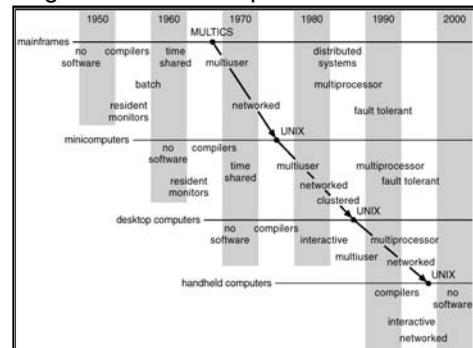 1950 1960 1970 1980 1990 2000
MULTICS
mainframes
no software compilers time shared multiuser distributed systems
batch multiprocessor
resident monitors networked fault tolerant
UNIX
minicomputers
no software compilers
resident monitors time shared multiuser multiprocessor
networked fault tolerant
clustered
UNIX
desktop computers
no software compilers interactive multiprocessor
multiuser networked
UNIX
handheld computers
compilers no software
interactive
networked